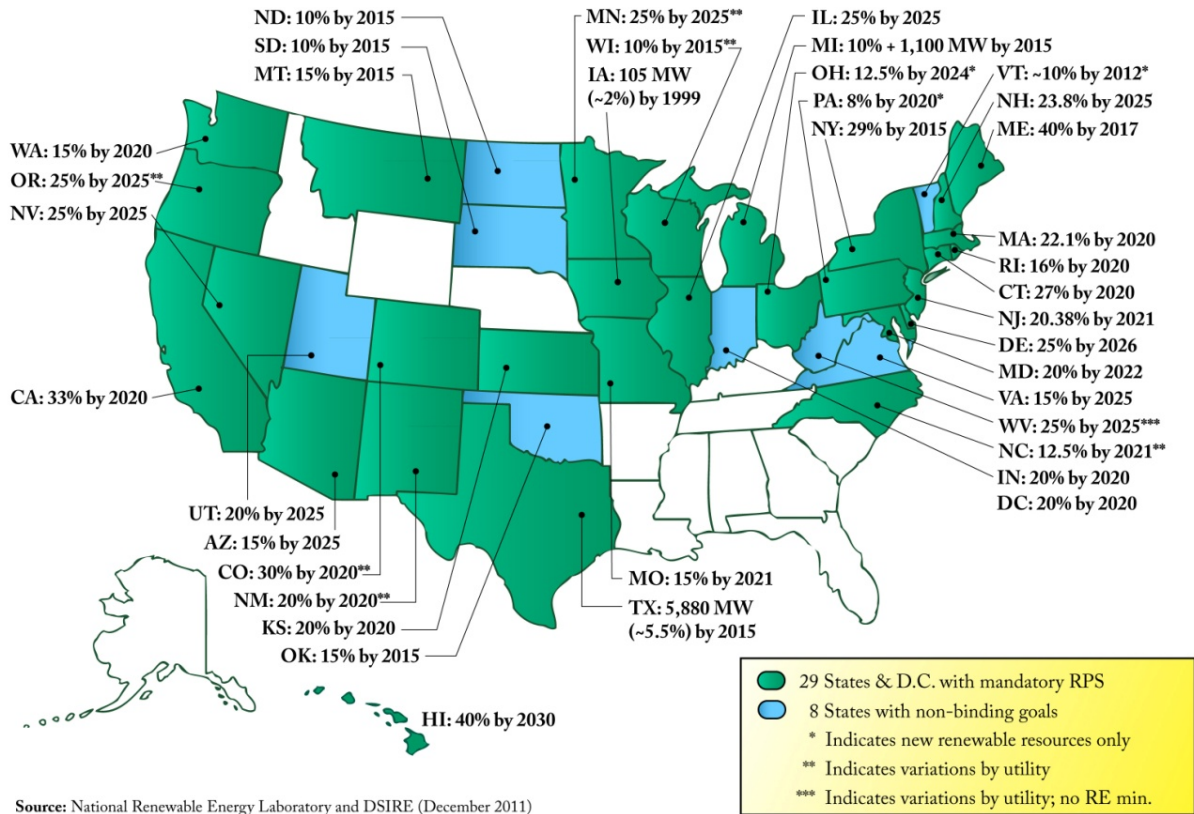 ND: 10% by 2015
SD: 10% by 2015
MT: 15% by 2015
MN: 25% by 2025**
WI: 10% by 2015**
IA: 105 MW
(~2%) by 1999
IL: 25% by 2025
MI: 10% + 1,100 MW by 2015
OH: 12.5% by 2024*
PA: 8% by 2020*
NY: 29% by 2015
VT: ~10% by 2012*
NH: 23.8% by 2025
ME: 40% by 2017
WA: 15% by 2020
OR: 25% by 2025**
NV: 25% by 2025
CA: 33% by 2020
MA: 22.1% by 2020
RI: 16% by 2020
CT: 27% by 2020
NJ: 20.38% by 2021
DE: 25% by 2026
MD: 20% by 2022
VA: 15% by 2025
WV: 25% by 2025***
NC: 12.5% by 2021**
IN: 20% by 2020
DC: 20% by 2020
UT: 20% by 2025
AZ: 15% by 2025
CO: 30% by 2020**
NM: 20% by 2020**
KS: 20% by 2020
OK: 15% by 2015
MO: 15% by 2021
TX: 5,880 MW
(~5.5%) by 2015
HI: 40% by 2030
29 States & D.C. with mandatory RPS
8 States with non-binding goals
* Indicates new renewable resources only
** Indicates variations by utility
*** Indicates variations by utility; no RE min.
Source: National Renewable Energy Laboratory and DSIRE (December 2011)